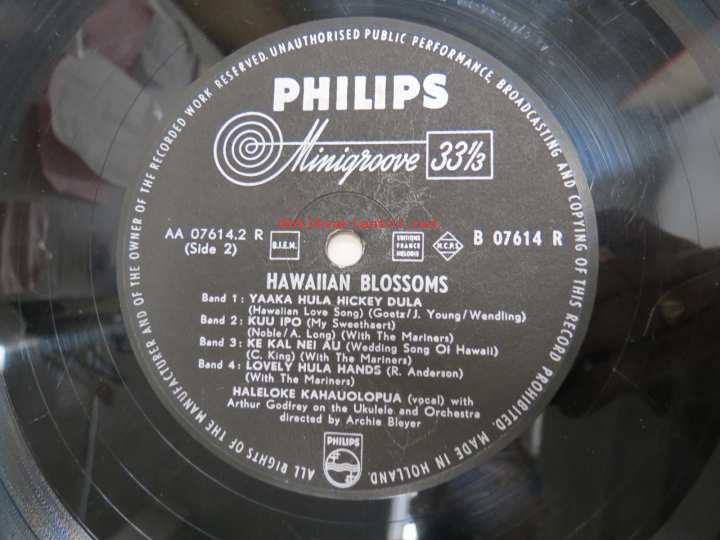 ALL RIGHTS OF THE MANUFACTURER AND OF THE OWNER OF THE RECORDED WORK RESERVED. UNAUTHORISED PUBLIC PERFORMANCE, BROADCASTING AND COPYING OF THIS RECORD PROHIBITED. MADE IN HOLLAND.
PHILIPS
Minigroove 33⅓
AA 07614.2 R
(Side 2)
B.I.E.M.
EDITIONS
FRANCE
MELODIE
M.C.P.S.
B 07614 R
HAWAIIAN BLOSSOMS
Band 1: YAAKA HULA HICKEY DULA
(Hawaiian Love Song) (Goetz/J. Young/Wendling)
Band 2: KUU IPO (My Sweethaert)
(Noble/A. Long) (With The Mariners)
Band 3: KE KAL NEI AU (Wedding Song Of Hawaii)
(C. King) (With The Mariners)
Band 4: LOVELY HULA HANDS (R. Anderson)
(With The Mariners)
HALELOKE KAHAUOLOPUA (vocal) with
Arthur Godfrey on the Ukulele and Orchestra
directed by Archie Bleyer
PHILIPS